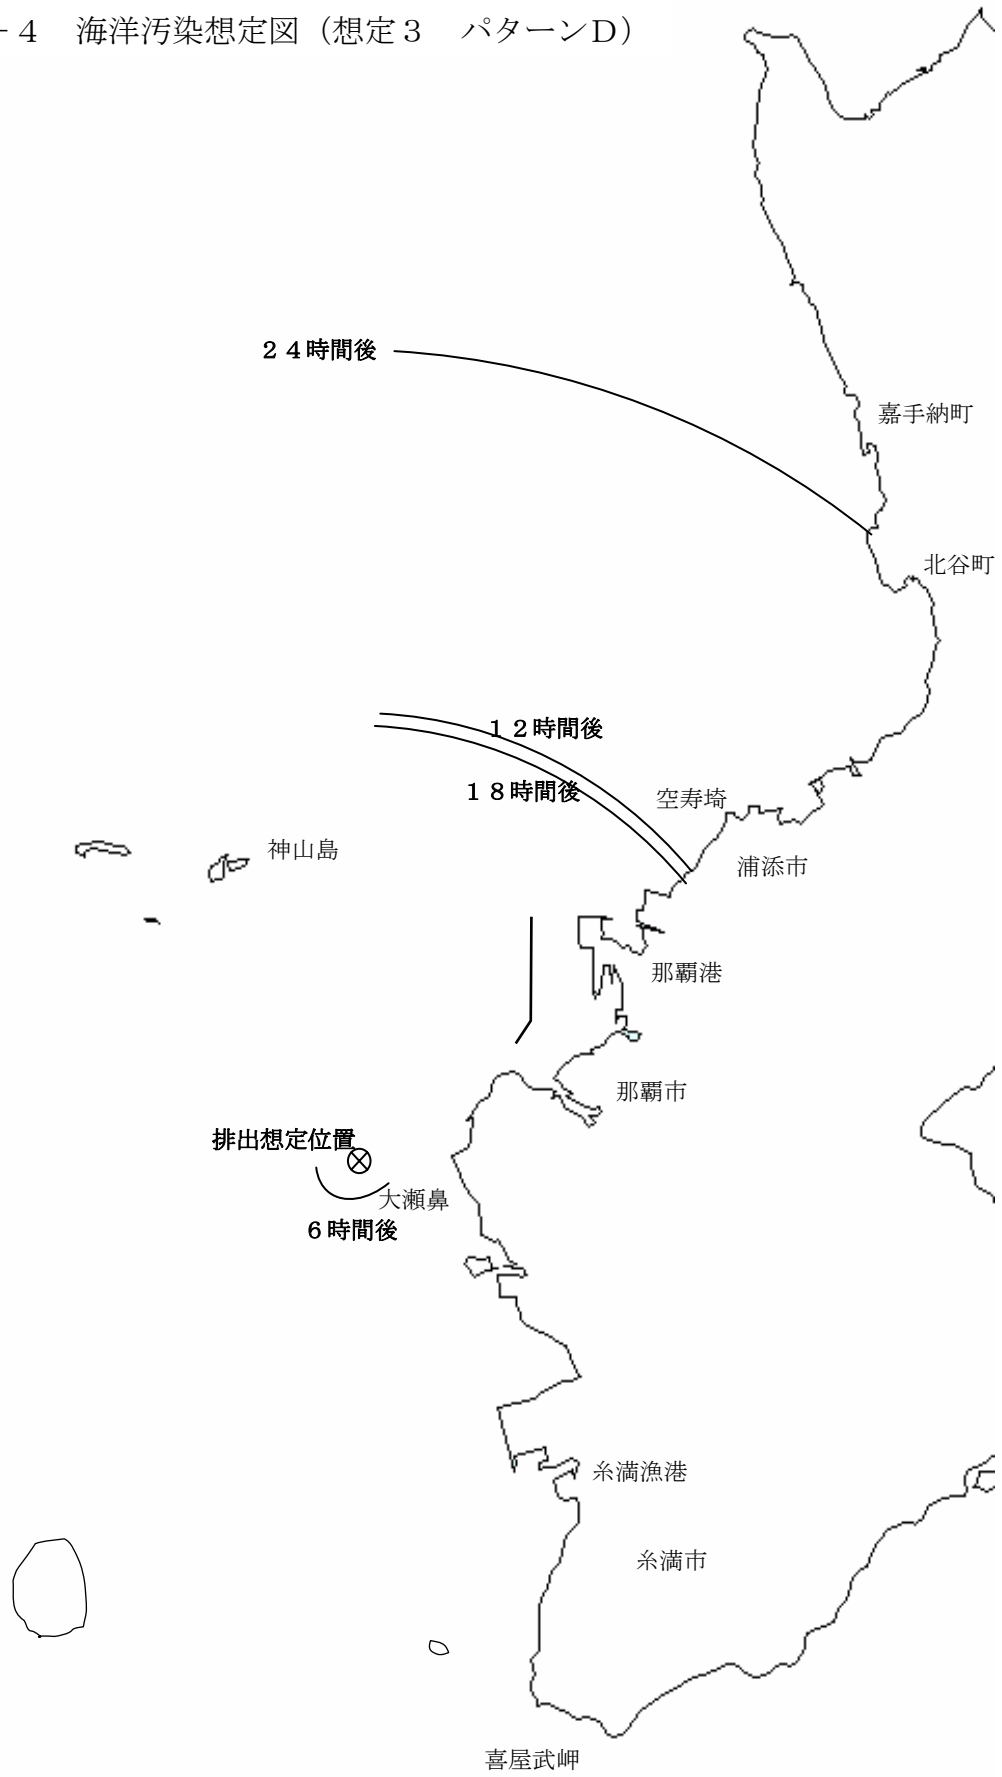 -４　海洋汚染想定図（想定３　パターンＤ）
２４時間後
嘉手納町
北谷町
１２時間後
１８時間後
空寿埼
神山島
浦添市
那覇港
那覇市
排出想定位置
大瀬鼻
６時間後
糸満漁港
糸満市
喜屋武岬